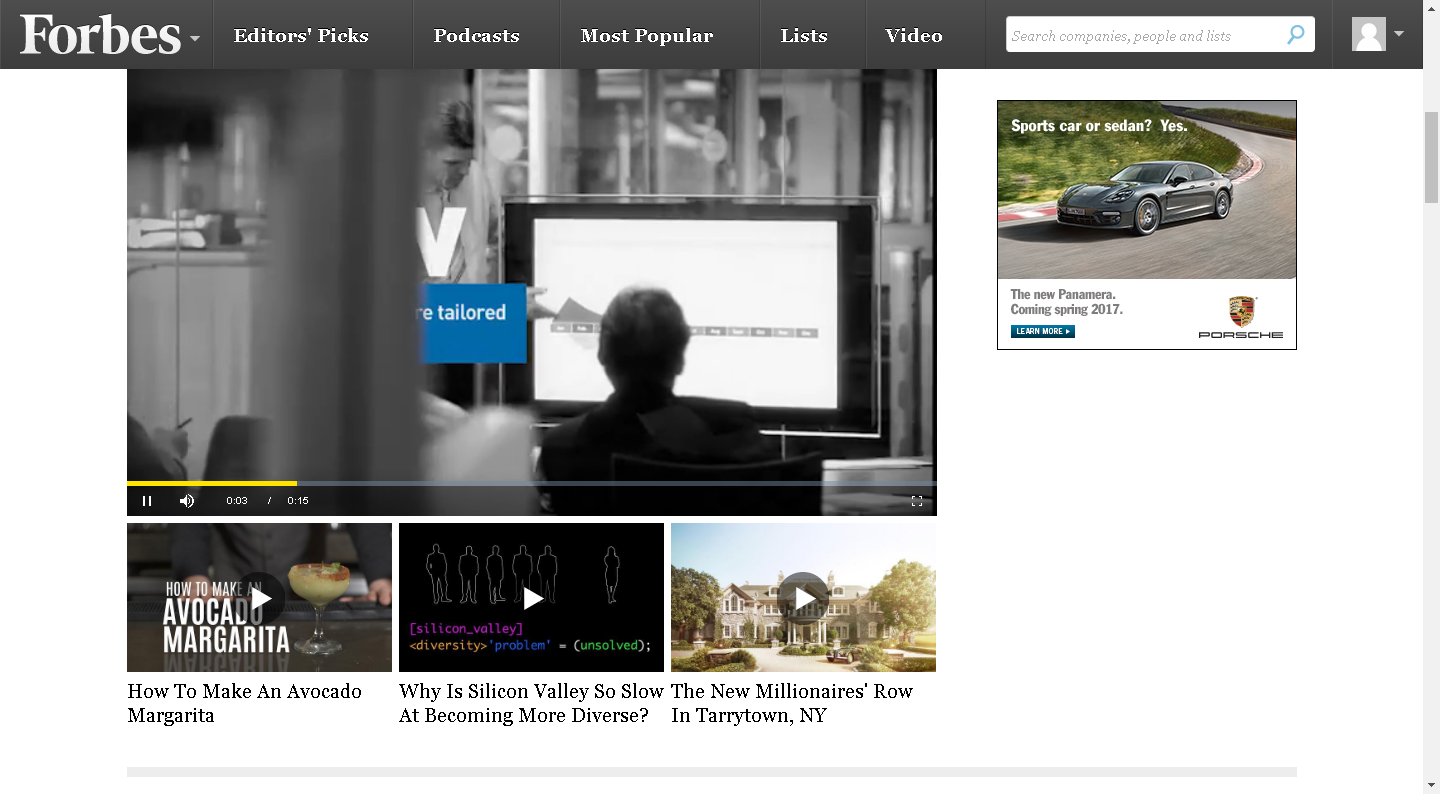 Forbes
Editors' Picks
Podcasts
Most Popular
Lists
Video
Search companies, people and lists
Sports car or sedan? Yes.
The new Panamera.
Coming spring 2017.
LEARN MORE
PORSCHE
re tailored
0:03 / 0:15
HOW TO MAKE AN
AVOCADO
MARGARITA
[silicon_valley]
<diversity>'problem' = (unsolved);
How To Make An Avocado
Margarita
Why Is Silicon Valley So Slow
At Becoming More Diverse?
The New Millionaires' Row
In Tarrytown, NY